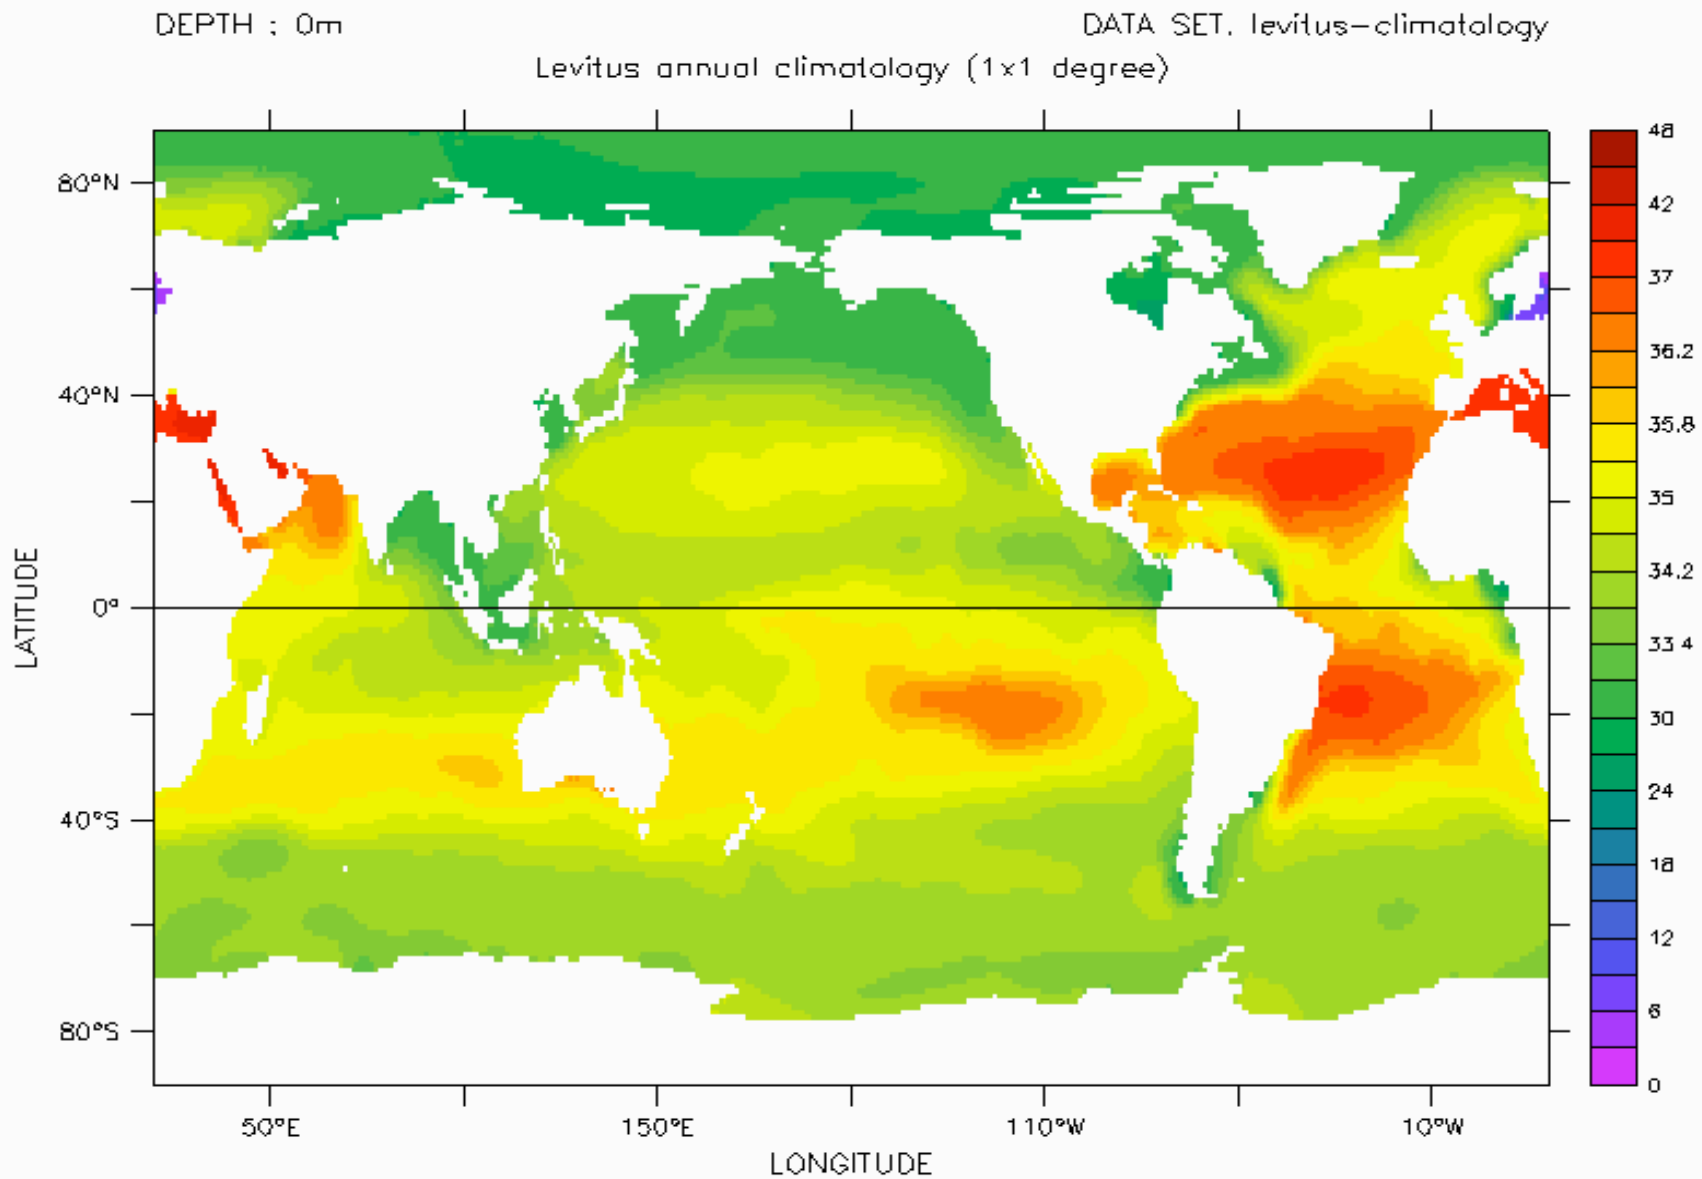 DEPTH : 0m
DATA SET. levitus-climatology
Levitus annual climatology (1x1 degree)
80°N
40°N
0°
40°S
80°S
LATITUDE
50°E
150°E
110°W
10°W
LONGITUDE
48
42
37
36.2
35.8
35
34.2
33.4
30
24
18
12
6
0